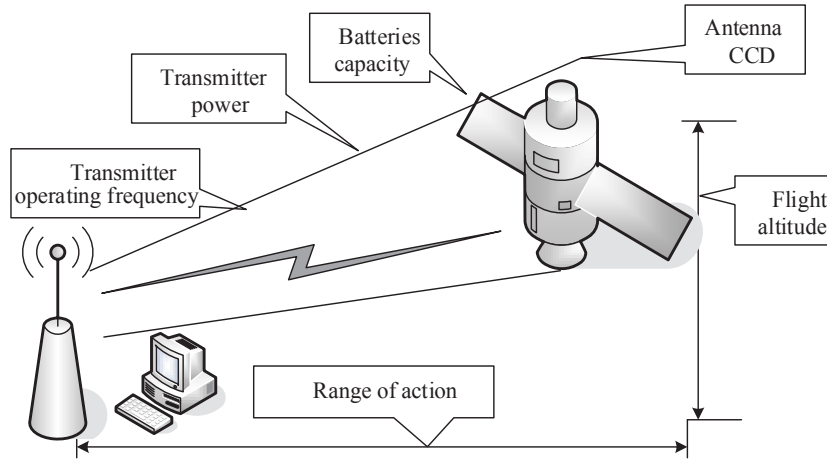 Batteries
capacity
Antenna
CCD
Transmitter
power
Transmitter
operating frequency
Flight
altitude
Range of action